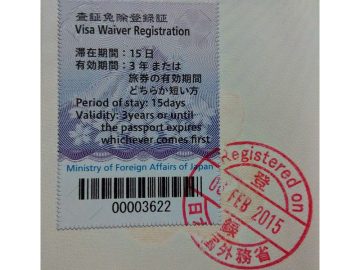 査証免除登録証
Visa Waiver Registration
滞在期間：15日
有効期間：3年 または
旅券の有効期間
どちらか短い方
Period of stay: 15days
Validity: 3years or until
the passport expires
whichever comes first
Ministry of Foreign Affairs of Japan
00003622
Registered on
登
FEB 2015
録
外務省